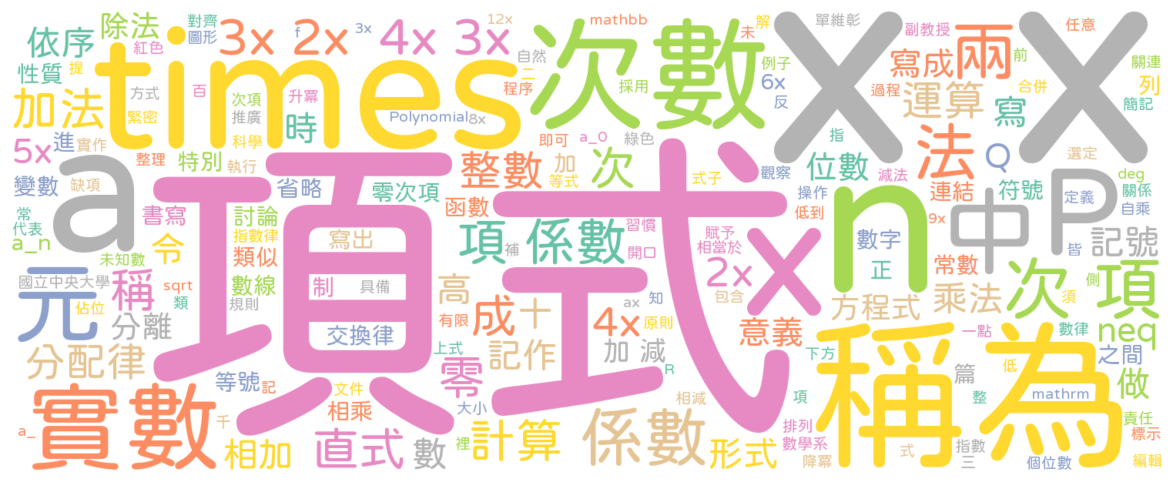 依序 除法 對齊 圖形 f 3x 12x mathbb 未 解 單維彰 副教授 任意
紅色 3x 2x 4x 3x 自然 次數 例子 X X 寫成 兩 前 關連
性質 提 times 二 採用 6x 合併 列
方式 百 次項 升冪 程序 反 過程 運算 寫 簡記
加法 緊密 推廣 時 Polynomial 8x
5x 進 實作 科學 即可 a_0 綠色 指 法 Q 選定
整理 特別 執行 整數 加 次 式子 觀察 位數 減法 deg
變數 缺項 a 項 省略 零次項 等式 操作 n 連結 中 符號 P 定義 關係
常 代表 書寫 討論 函數 習慣 賦予 低到 9x 自乘
a_n 令 指數律 寫出 項 補 係數 開口 相當於 x 數字 記號
未知數 類似 皆
國立中央大學 sqrt 數線 制 具備 高 式 ax 知 2x 正 常數 次 側 項
元 佔位 稱 類 規則 成 十 包含 方程式 乘法 須
分離 有限 4x 原則 意義 一點 數律 neq
分配律 交換律 上式 記作 加 減 R 下方 稱為 低 之間
等號 零 篇 做
實數 記 文件 大小 項 整 mathrm 責任
千 相乘 相減 係數 排列 標示
a_ 相加 直式 數 裡 計算 形式 數學系 式 指數
降冪 三 個位數 編輯